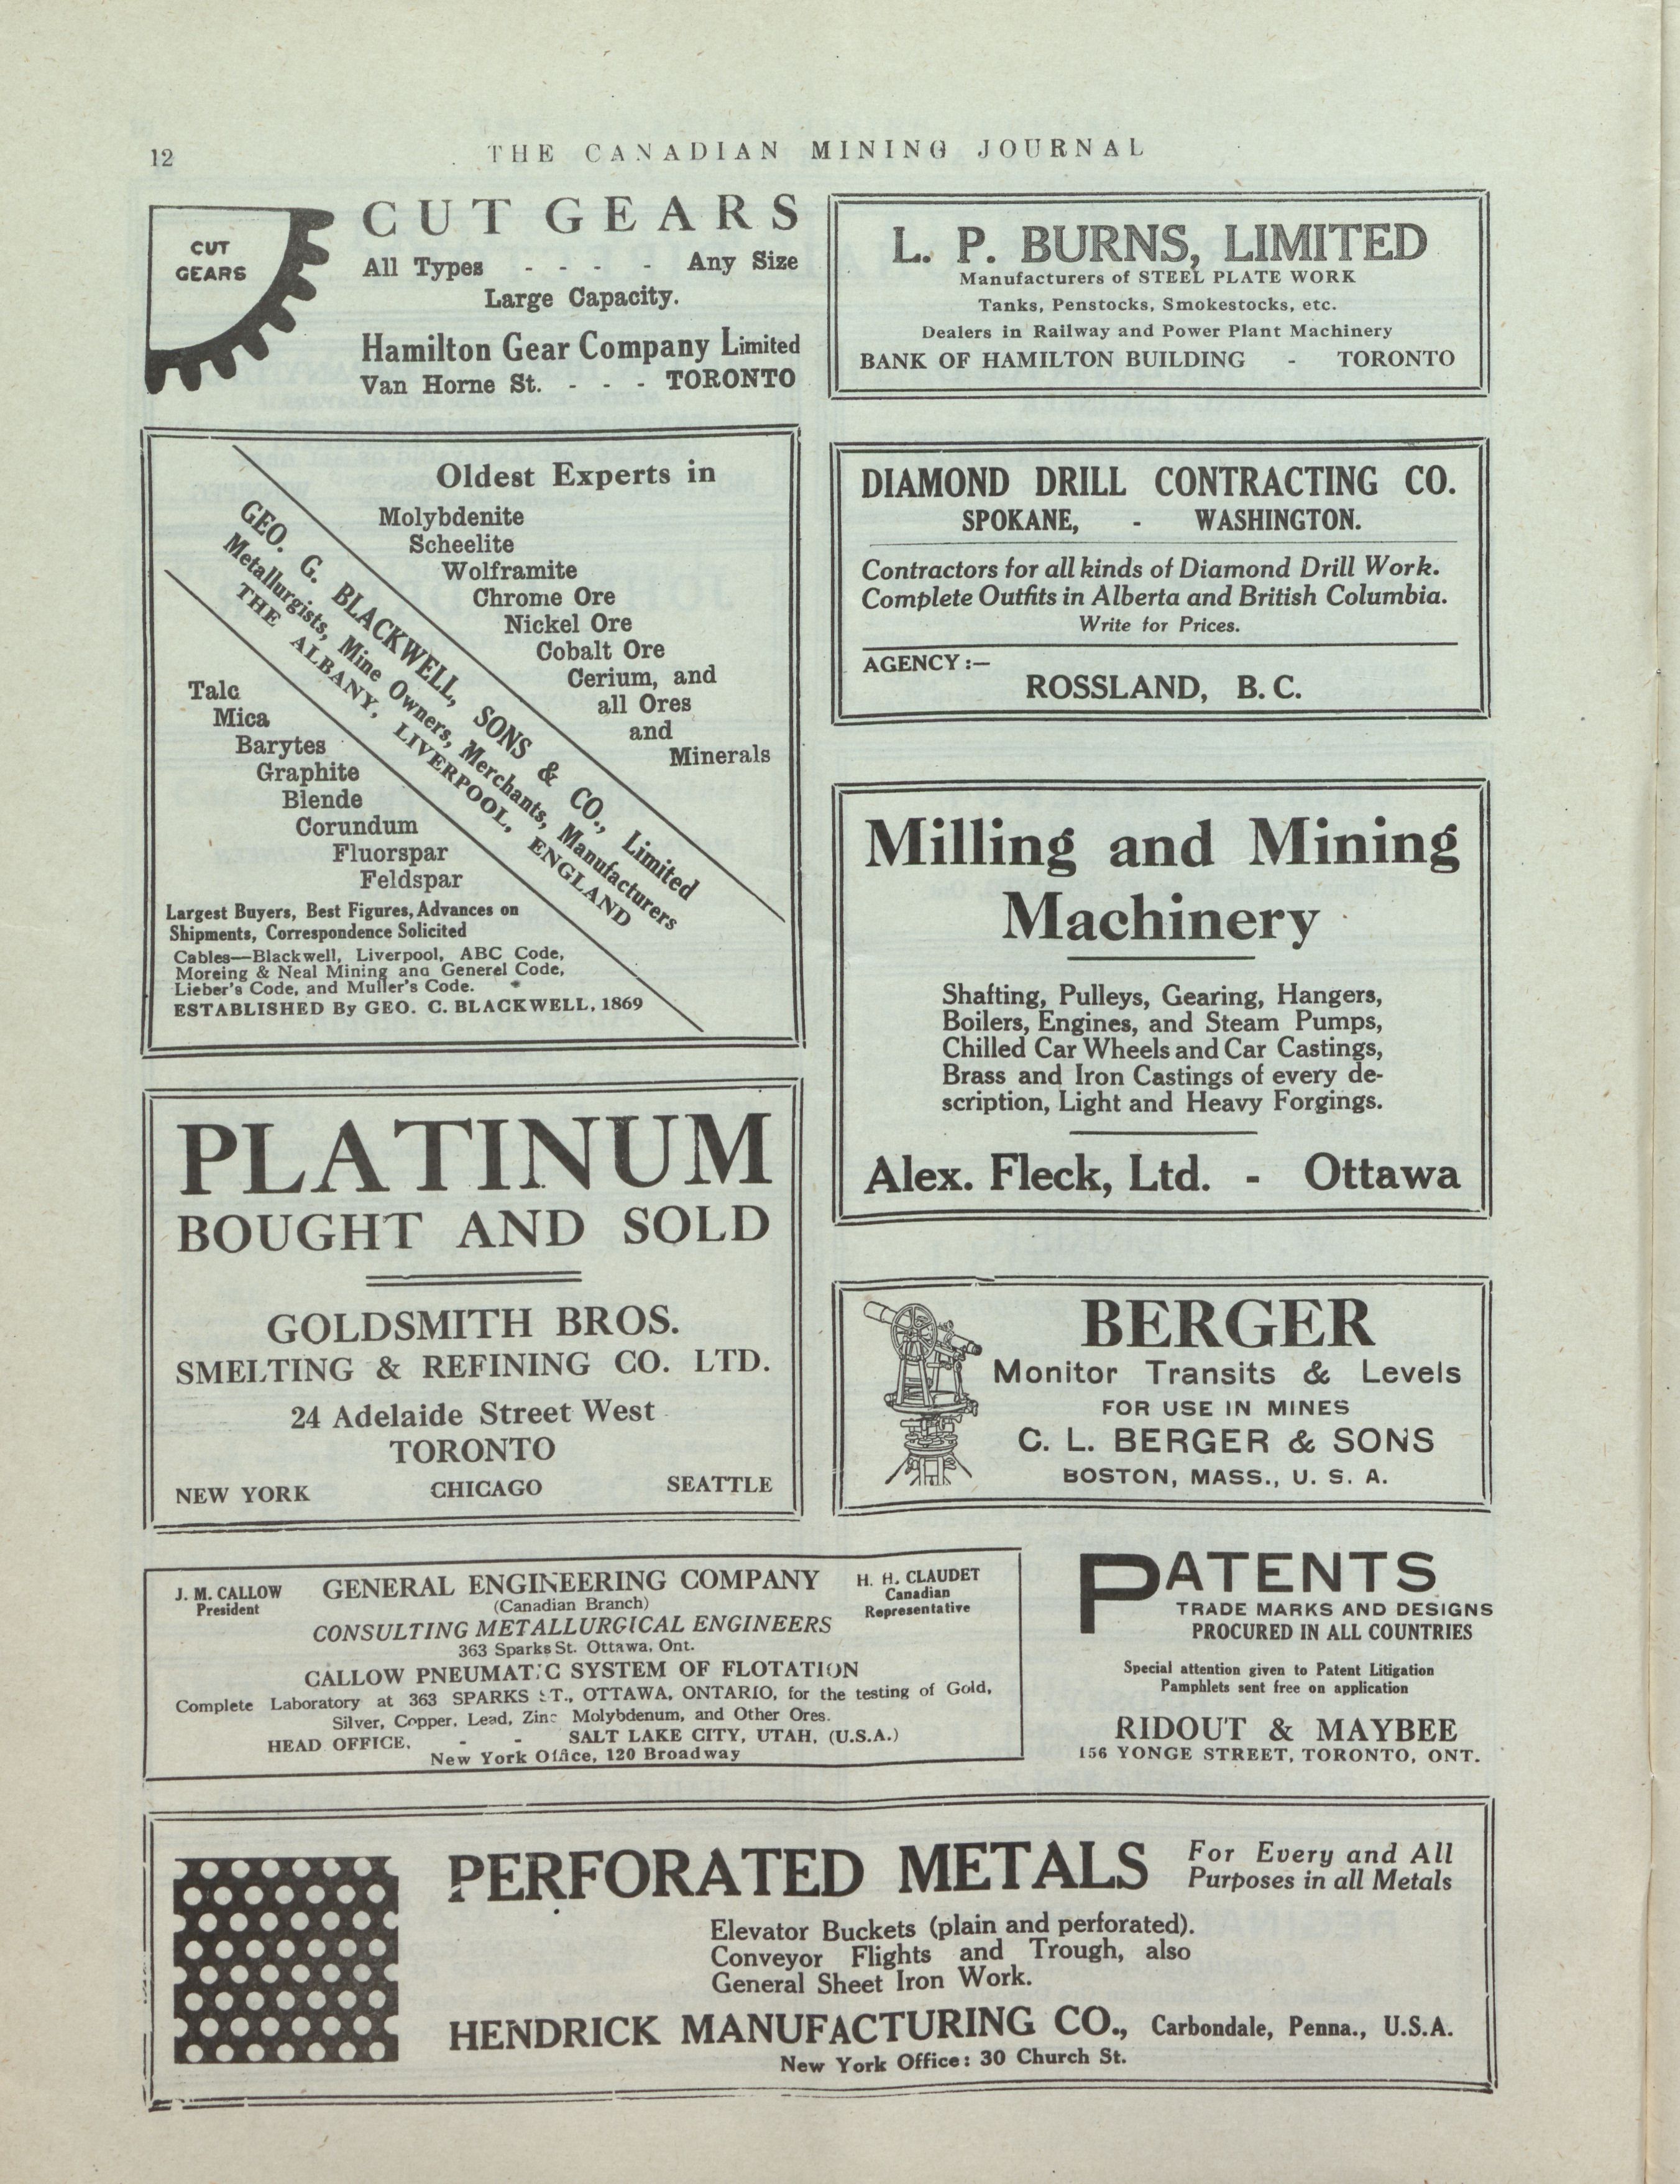 12
THE CANADIAN MINING JOURNAL
CUT
GEARS
CUT GEARS
All Types - - - - Any Size
Large Capacity.
Hamilton Gear Company Limited
Van Horne St. - - - TORONTO
L. P. BURNS, LIMITED
Manufacturers of STEEL PLATE WORK
Tanks, Penstocks, Smokestocks, etc.
Dealers in Railway and Power Plant Machinery
BANK OF HAMILTON BUILDING - TORONTO
Oldest Experts in
Molybdenite
Scheelite
Wolframite
Chrome Ore
Nickel Ore
Cobalt Ore
Cerium, and
all Ores
and
Minerals
GEO. G. BLACKWELL, SONS & CO., Limited
Metallurgists, Mine Owners, Merchants, Manufacturers
THE ALBANY, LIVERPOOL, ENGLAND
Talc
Mica
Barytes
Graphite
Blende
Corundum
Fluorspar
Feldspar
Largest Buyers, Best Figures, Advances on
Shipments, Correspondence Solicited
Cables—Blackwell, Liverpool, ABC Code,
Moreing & Neal Mining and Generel Code,
Lieber's Code, and Muller's Code.
ESTABLISHED By GEO. C. BLACKWELL, 1869
DIAMOND DRILL CONTRACTING CO.
SPOKANE, - WASHINGTON.
Contractors for all kinds of Diamond Drill Work.
Complete Outfits in Alberta and British Columbia.
Write for Prices.
AGENCY:—
ROSSLAND, B. C.
Milling and Mining
Machinery
Shafting, Pulleys, Gearing, Hangers,
Boilers, Engines, and Steam Pumps,
Chilled Car Wheels and Car Castings,
Brass and Iron Castings of every de-
scription, Light and Heavy Forgings.
Alex. Fleck, Ltd. - Ottawa
PLATINUM
BOUGHT AND SOLD
GOLDSMITH BROS.
SMELTING & REFINING CO. LTD.
24 Adelaide Street West
TORONTO
NEW YORK CHICAGO SEATTLE
BERGER
Monitor Transits & Levels
FOR USE IN MINES
C. L. BERGER & SONS
BOSTON, MASS., U. S. A.
J. M. CALLOW
President
GENERAL ENGINEERING COMPANY
(Canadian Branch)
H. H. CLAUDET
Canadian
Representative
CONSULTING METALLURGICAL ENGINEERS
363 Sparks St. Ottawa, Ont.
CALLOW PNEUMATIC SYSTEM OF FLOTATION
Complete Laboratory at 363 SPARKS ST., OTTAWA, ONTARIO, for the testing of Gold,
Silver, Copper, Lead, Zinc Molybdenum, and Other Ores.
HEAD OFFICE, - - SALT LAKE CITY, UTAH, (U.S.A.)
New York Office, 120 Broadway
PATENTS
TRADE MARKS AND DESIGNS
PROCURED IN ALL COUNTRIES
Special attention given to Patent Litigation
Pamphlets sent free on application
RIDOUT & MAYBEE
156 YONGE STREET, TORONTO, ONT.
PERFORATED METALS
For Every and All
Purposes in all Metals
Elevator Buckets (plain and perforated).
Conveyor Flights and Trough, also
General Sheet Iron Work.
HENDRICK MANUFACTURING CO., Carbondale, Penna., U.S.A.
New York Office: 30 Church St.